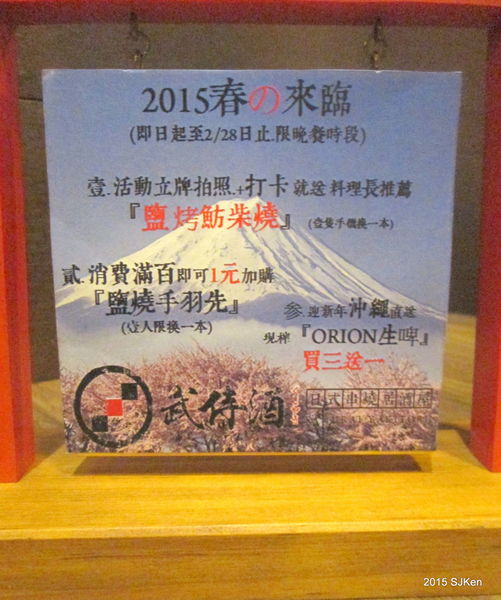 2015春の來臨
(即日起至2/28日止.限晚餐時段)
壹.活動立牌拍照.+打卡 就送 料理長推薦
『鹽烤魴柴燒』 (壹隻手機換一本)
貳.消費滿百即可1元加購
『鹽燒手羽先』
(壹人限換一本)
參.迎新年沖繩直送
現榨『ORION生啤』
買三送一
武侍酒
日式串燒居酒屋
2015 SJKen